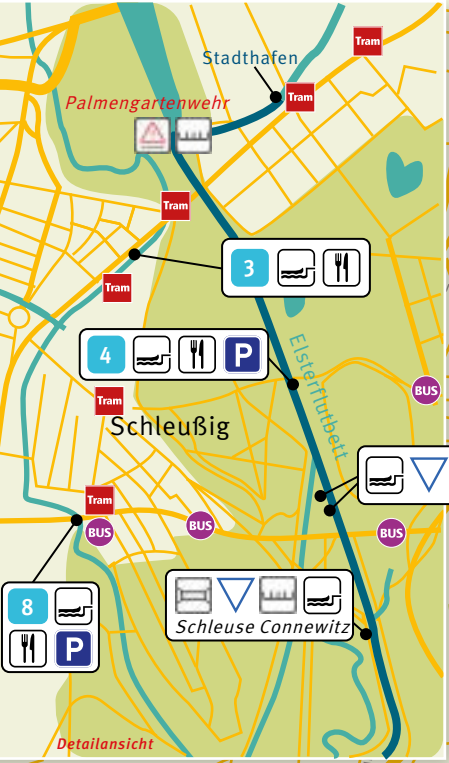 Tram
Stadthafen
Tram
Palmengartenwehr
Tram
3
Tram
4 P
Elsterflutbett
BUS
Tram
Schleußig
Tram
BUS
BUS
BUS
8
P
Schleuse Connewitz
Detailansicht